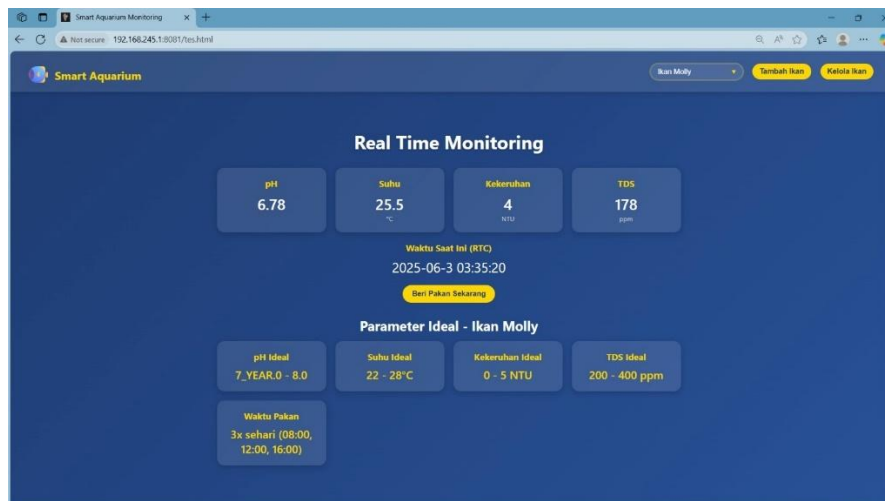 Smart Aquarium Monitoring
Not secure 192.168.245.1:8081/tes.html
Smart Aquarium
Ikan Molly
Tambah Ikan
Kelola Ikan
Real Time Monitoring
pH
6.78
Suhu
25.5
°C
Kekeruhan
4
NTU
TDS
178
ppm
Waktu Saat Ini (RTC)
2025-06-3 03:35:20
Beri Pakan Sekarang
Parameter Ideal - Ikan Molly
pH Ideal
7_YEAR.0 - 8.0
Suhu Ideal
22 - 28°C
Kekeruhan Ideal
0 - 5 NTU
TDS Ideal
200 - 400 ppm
Waktu Pakan
3x sehari (08:00,
12:00, 16:00)